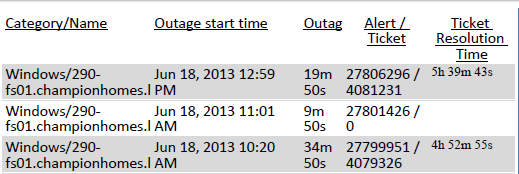 Category/Name Outage start time Outag Alert / Ticket
Ticket Resolution Time
Windows/290- Jun 18, 2013 12:59 19m 27806296 / 5h 39m 43s
fs01.championhomes.l PM 50s 4081231
Windows/290- Jun 18, 2013 11:01 9m 27801426 /
fs01.championhomes.l AM 50s 0
Windows/290- Jun 18, 2013 10:20 34m 27799951 / 4h 52m 55s
fs01.championhomes.l AM 50s 4079326